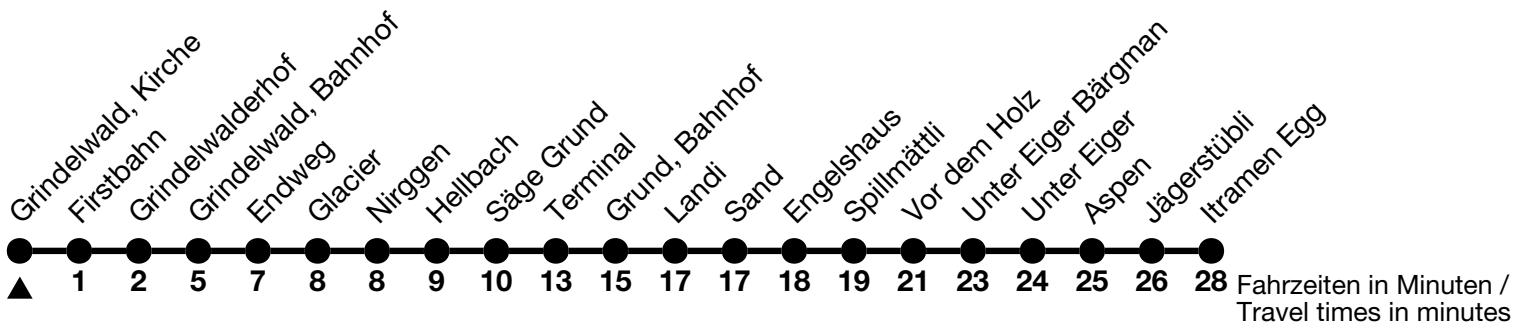 Grindelwald, Kirche
Firstbahn
Grindelwalderhof
Grindelwald, Bahnhof
Endweg
Glacier
Nirggen
Hellbach
Säge Grund
Terminal
Grund, Bahnhof
Landi
Sand
Engelshaus
Spillmättli
Vor dem Holz
Unter Eiger Bärgman
Unter Eiger
Aspen
Jägerstübli
Itramen Egg
1 2 5 7 8 8 9 10 13 15 17 17 18 19 21 23 24 25 26 28
Fahrzeiten in Minuten /
Travel times in minutes